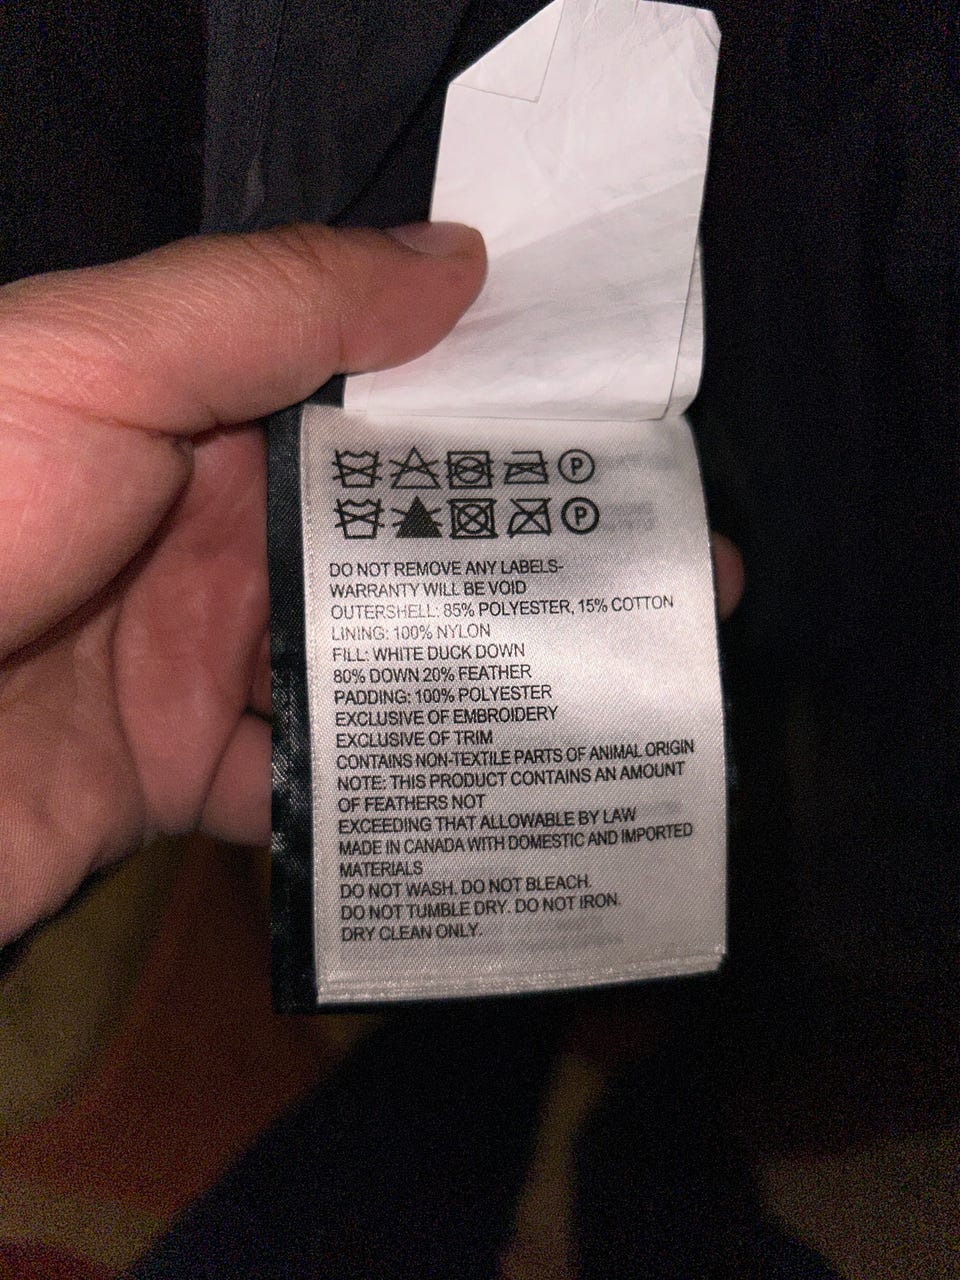 P
P
DO NOT REMOVE ANY LABELS-
WARRANTY WILL BE VOID
OUTERSHELL: 85% POLYESTER, 15% COTTON
LINING: 100% NYLON
FILL: WHITE DUCK DOWN
80% DOWN 20% FEATHER
PADDING: 100% POLYESTER
EXCLUSIVE OF EMBROIDERY
EXCLUSIVE OF TRIM
CONTAINS NON-TEXTILE PARTS OF ANIMAL ORIGIN
NOTE: THIS PRODUCT CONTAINS AN AMOUNT
OF FEATHERS NOT
EXCEEDING THAT ALLOWABLE BY LAW
MADE IN CANADA WITH DOMESTIC AND IMPORTED
MATERIALS
DO NOT WASH. DO NOT BLEACH.
DO NOT TUMBLE DRY. DO NOT IRON.
DRY CLEAN ONLY.